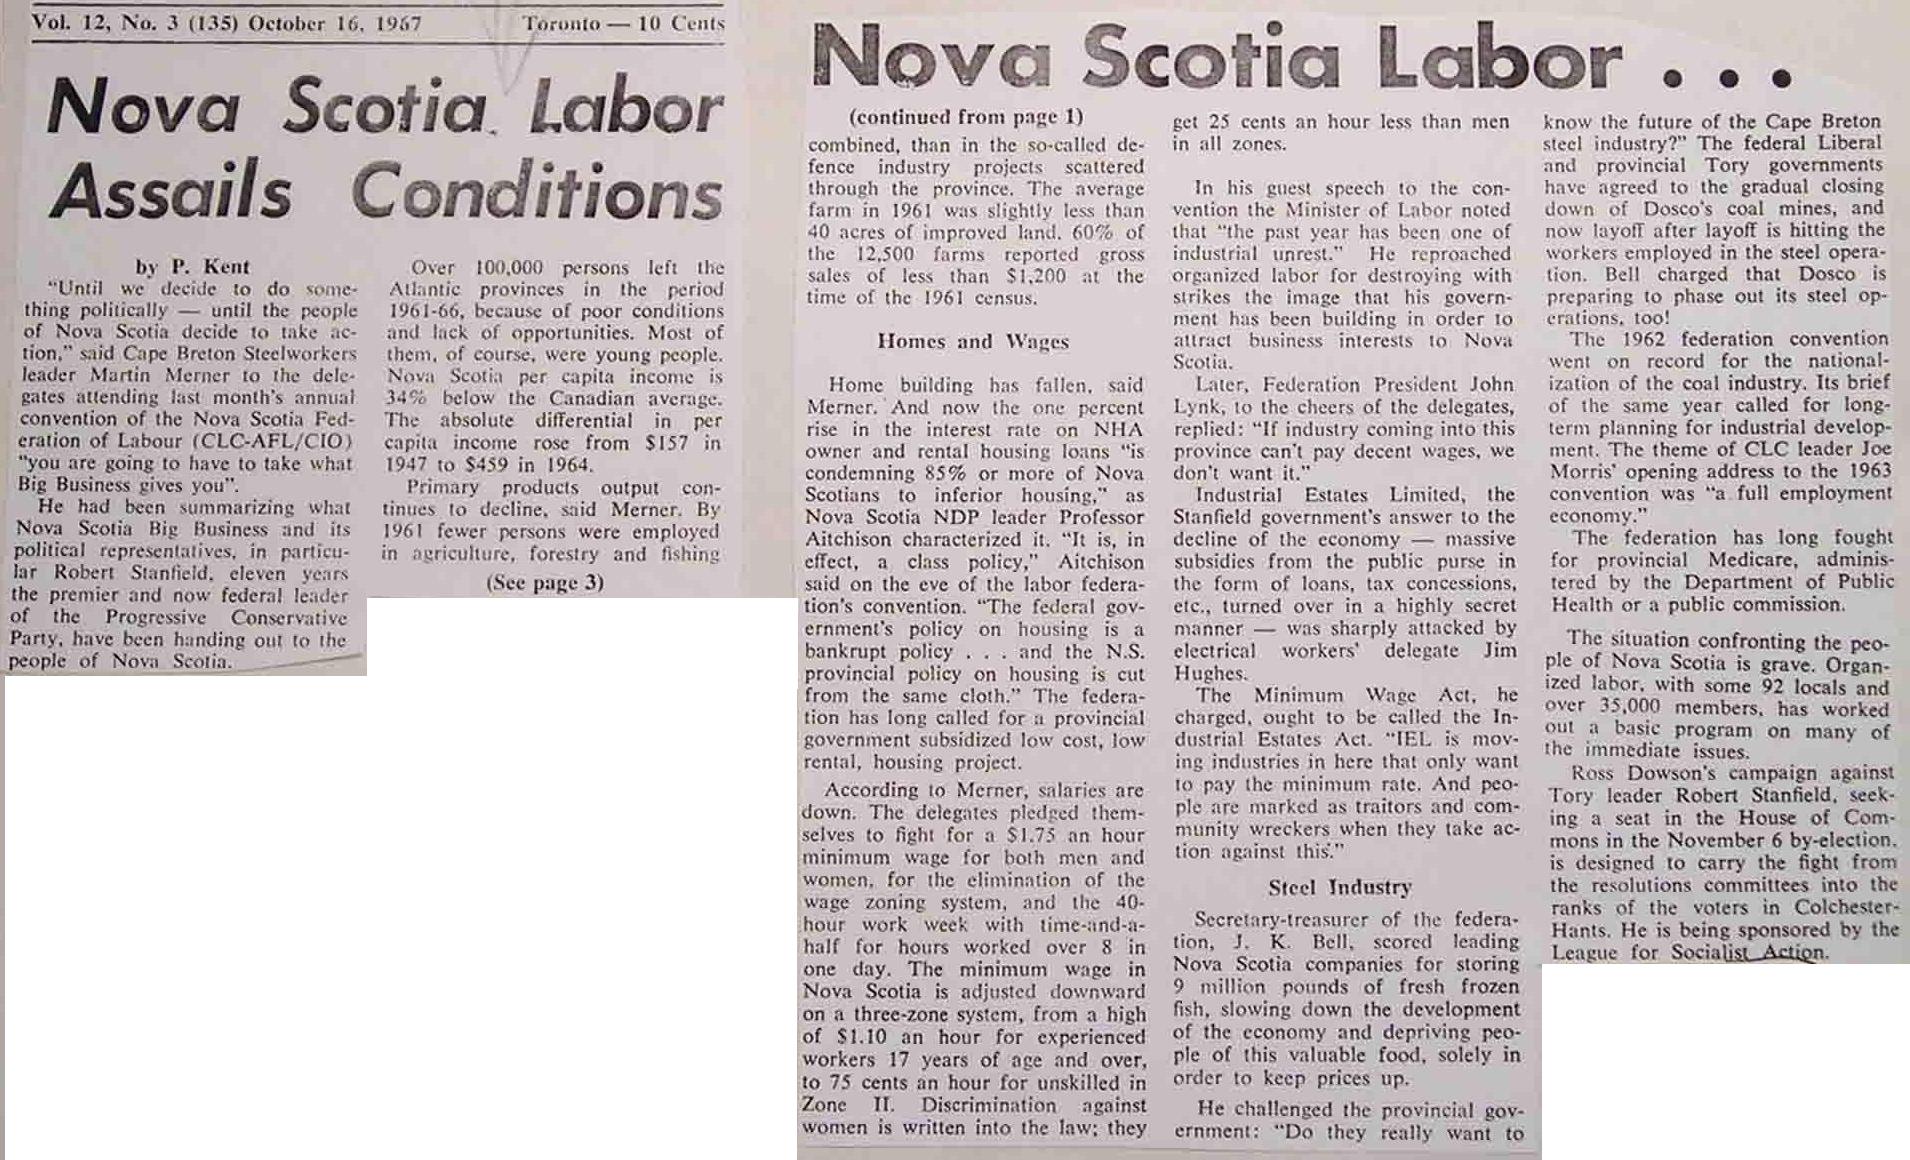 Vol. 12, No. 3 (135) October 16, 1967 Toronto — 10 Cents
Nova Scotia Labor
Assails Conditions
by P. Kent
"Until we decide to do some-
thing politically — until the people
of Nova Scotia decide to take ac-
tion," said Cape Breton Steelworkers
leader Martin Merner to the dele-
gates attending last month's annual
convention of the Nova Scotia Fed-
eration of Labour (CLC-AFL/CIO)
"you are going to have to take what
Big Business gives you".
He had been summarizing what
Nova Scotia Big Business and its
political representatives, in particu-
lar Robert Stanfield, eleven years
the premier and now federal leader
of the Progressive Conservative
Party, have been handing out to the
people of Nova Scotia.
Over 100,000 persons left the
Atlantic provinces in the period
1961-66, because of poor conditions
and lack of opportunities. Most of
them, of course, were young people.
Nova Scotia per capita income is
34% below the Canadian average.
The absolute differential in per
capita income rose from $157 in
1947 to $459 in 1964.
Primary products output con-
tinues to decline, said Merner. By
1961 fewer persons were employed
in agriculture, forestry and fishing
(See page 3)
Nova Scotia Labor . . .
(continued from page 1)
combined, than in the so-called de-
fence industry projects scattered
through the province. The average
farm in 1961 was slightly less than
40 acres of improved land. 60% of
the 12,500 farms reported gross
sales of less than $1,200 at the
time of the 1961 census.
Homes and Wages
Home building has fallen, said
Merner. And now the one percent
rise in the interest rate on NHA
owner and rental housing loans "is
condemning 85% or more of Nova
Scotians to inferior housing," as
Nova Scotia NDP leader Professor
Aitchison characterized it. "It is, in
effect, a class policy," Aitchison
said on the eve of the labor federa-
tion's convention. "The federal gov-
ernment's policy on housing is a
bankrupt policy . . . and the N.S.
provincial policy on housing is cut
from the same cloth." The federa-
tion has long called for a provincial
government subsidized low cost, low
rental, housing project.
According to Merner, salaries are
down. The delegates pledged them-
selves to fight for a $1.75 an hour
minimum wage for both men and
women, for the elimination of the
wage zoning system, and the 40-
hour work week with time-and-a-
half for hours worked over 8 in
one day. The minimum wage in
Nova Scotia is adjusted downward
on a three-zone system, from a high
of $1.10 an hour for experienced
workers 17 years of age and over,
to 75 cents an hour for unskilled in
Zone II. Discrimination against
women is written into the law; they
get 25 cents an hour less than men
in all zones.
In his guest speech to the con-
vention the Minister of Labor noted
that "the past year has been one of
industrial unrest." He reproached
organized labor for destroying with
strikes the image that his govern-
ment has been building in order to
attract business interests to Nova
Scotia.
Later, Federation President John
Lynk, to the cheers of the delegates,
replied: "If industry coming into this
province can't pay decent wages, we
don't want it."
Industrial Estates Limited, the
Stanfield government's answer to the
decline of the economy — massive
subsidies from the public purse in
the form of loans, tax concessions,
etc., turned over in a highly secret
manner — was sharply attacked by
electrical workers' delegate Jim
Hughes.
The Minimum Wage Act, he
charged, ought to be called the In-
dustrial Estates Act. "IEL is mov-
ing industries in here that only want
to pay the minimum rate. And peo-
ple are marked as traitors and com-
munity wreckers when they take ac-
tion against this."
Steel Industry
Secretary-treasurer of the federa-
tion, J. K. Bell, scored leading
Nova Scotia companies for storing
9 million pounds of fresh frozen
fish, slowing down the development
of the economy and depriving peo-
ple of this valuable food, solely in
order to keep prices up.
He challenged the provincial gov-
ernment: "Do they really want to
know the future of the Cape Breton
steel industry?" The federal Liberal
and provincial Tory governments
have agreed to the gradual closing
down of Dosco's coal mines, and
now layoff after layoff is hitting the
workers employed in the steel opera-
tion. Bell charged that Dosco is
preparing to phase out its steel op-
erations, too!
The 1962 federation convention
went on record for the national-
ization of the coal industry. Its brief
of the same year called for long-
term planning for industrial develop-
ment. The theme of CLC leader Joe
Morris' opening address to the 1963
convention was "a full employment
economy."
The federation has long fought
for provincial Medicare, adminis-
tered by the Department of Public
Health or a public commission.
The situation confronting the peo-
ple of Nova Scotia is grave. Organ-
ized labor, with some 92 locals and
over 35,000 members, has worked
out a basic program on many of
the immediate issues.
Ross Dowson's campaign against
Tory leader Robert Stanfield, seek-
ing a seat in the House of Com-
mons in the November 6 by-election,
is designed to carry the fight from
the resolutions committees into the
ranks of the voters in Colchester-
Hants. He is being sponsored by the
League for Socialist Action.